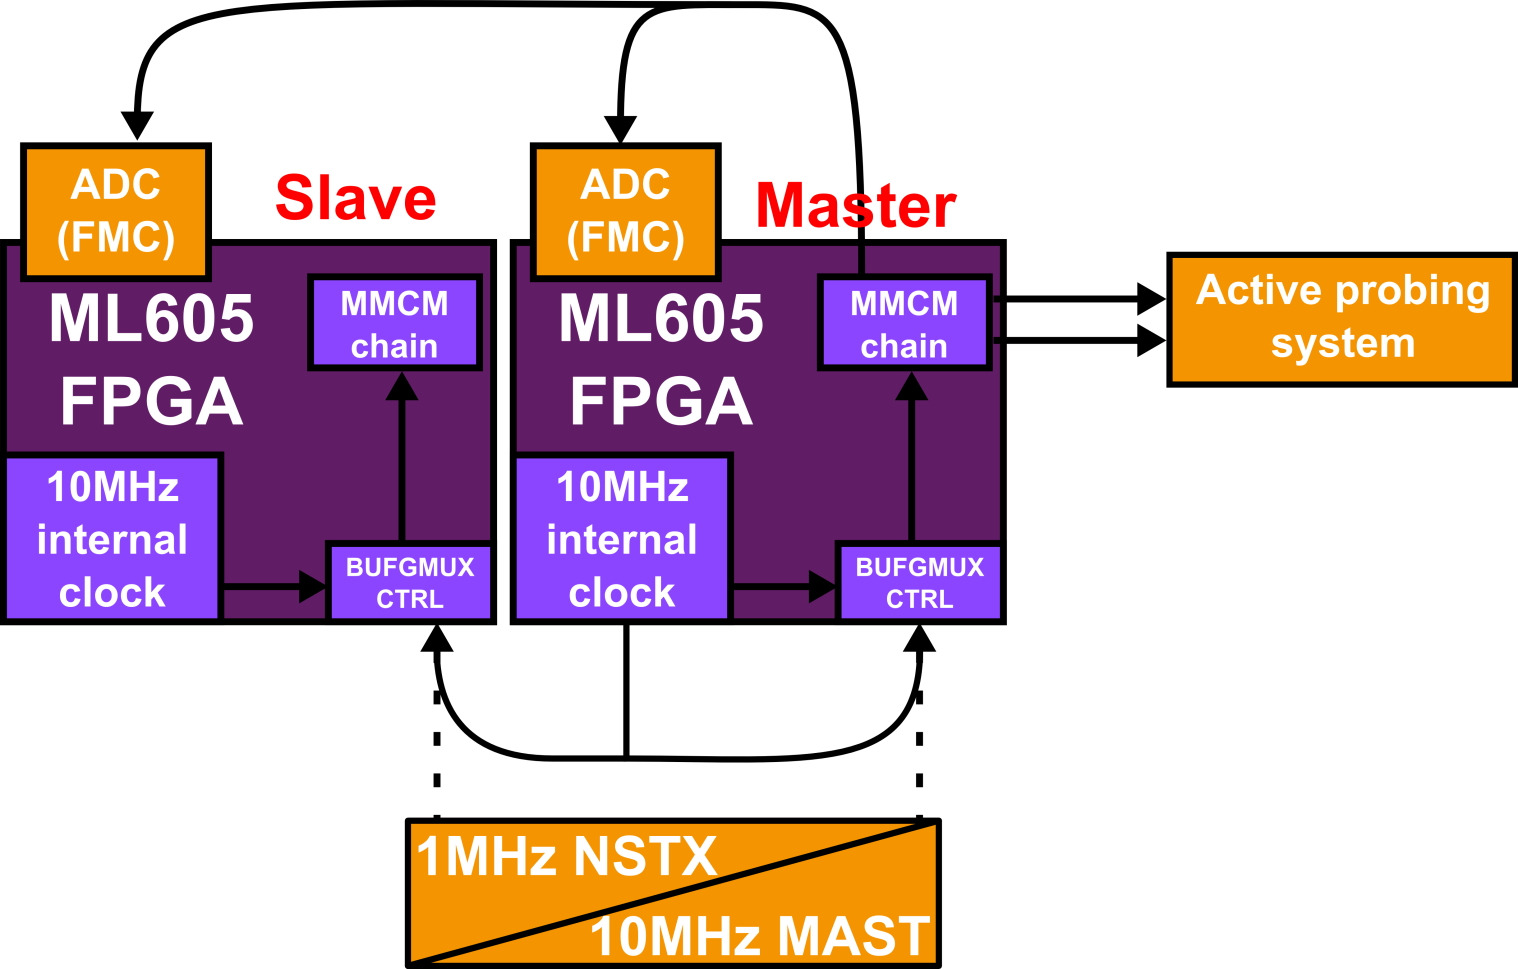 ADC
(FMC)
Slave
ML605
FPGA
MMCM
chain
10MHz
internal
clock
BUFGMUX
CTRL
ADC
(FMC)
Master
ML605
FPGA
MMCM
chain
10MHz
internal
clock
BUFGMUX
CTRL
Active probing
system
1MHz NSTX
10MHz MAST